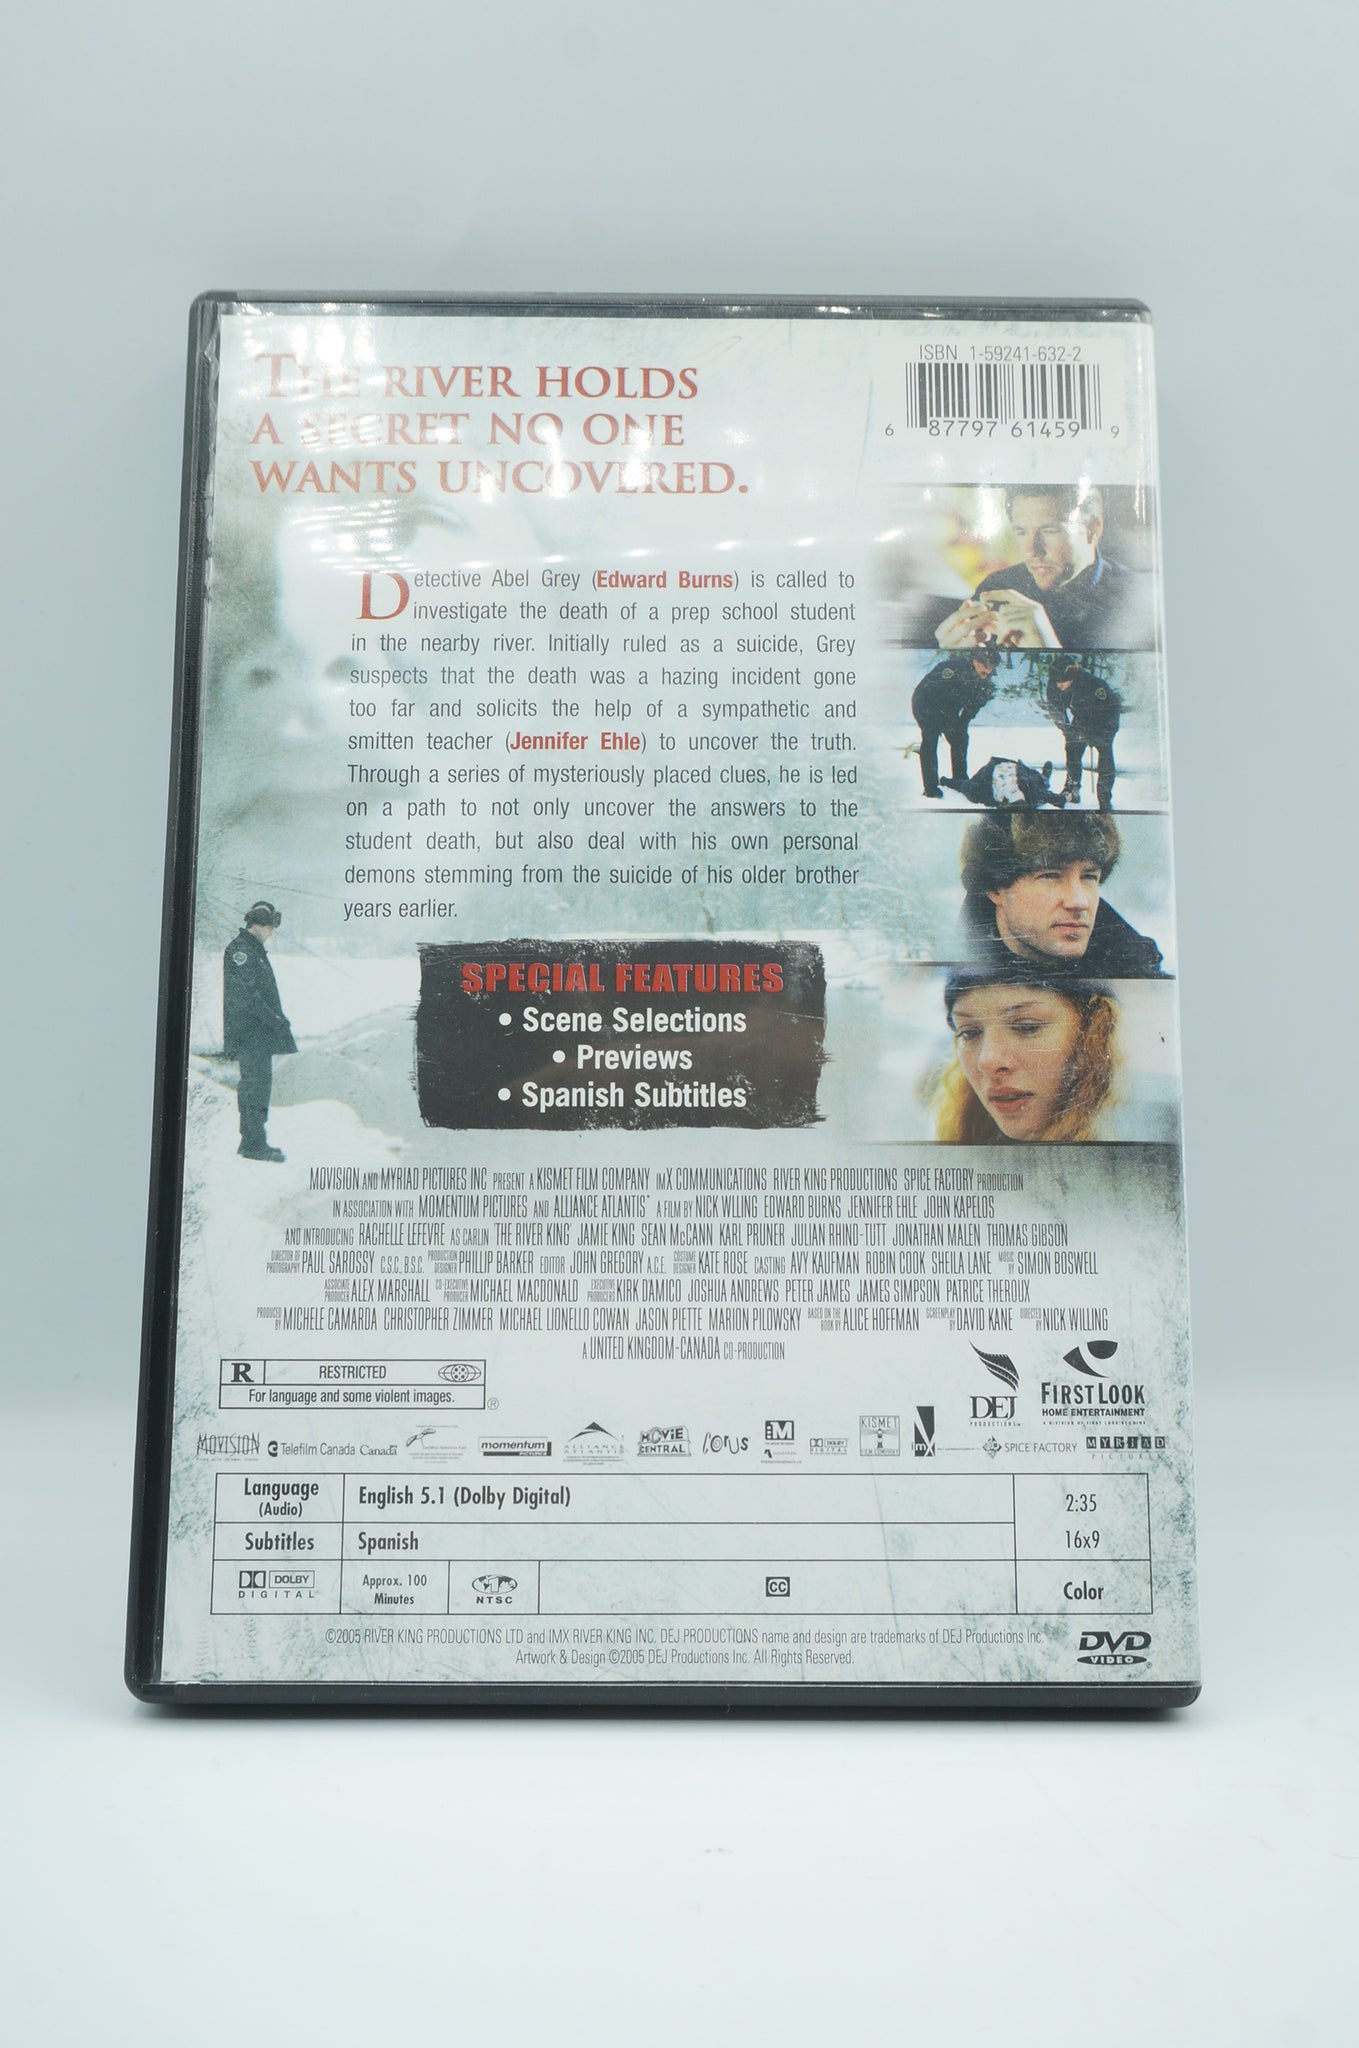 THE RIVER HOLDS
A SECRET NO ONE
WANTS UNCOVERED.
ISBN 1-59241-632-2
6 87797 61459 9
Detective Abel Grey (Edward Burns) is called to
investigate the death of a prep school student
in the nearby river. Initially ruled as a suicide, Grey
suspects that the death was a hazing incident gone
too far and solicits the help of a sympathetic and
smitten teacher (Jennifer Ehle) to uncover the truth.
Through a series of mysteriously placed clues, he is led
on a path to not only uncover the answers to the
student death, but also deal with his own personal
demons stemming from the suicide of his older brother
years earlier.
SPECIAL FEATURES
• Scene Selections
• Previews
• Spanish Subtitles
MOVISION AND MYRIAD PICTURES INC PRESENT A KISMET FILM COMPANY IMX COMMUNICATIONS RIVER KING PRODUCTIONS SPICE FACTORY PRODUCTION
IN ASSOCIATION WITH MOMENTUM PICTURES AND ALLIANCE ATLANTIS A FILM BY NICK WILLING EDWARD BURNS JENNIFER EHLE JOHN KAPELOS
AND INTRODUCING RACHELLE LEFEVRE AS CARLIN 'THE RIVER KING' JAMIE KING SEAN McCANN KARL PRUNER JULIAN RHIND-TUTT JONATHAN MALEN THOMAS GIBSON
DIRECTOR OF PHOTOGRAPHY PAUL SAROSSY C.S.C., B.S.C. PRODUCTION DESIGNER PHILLIP BARKER EDITOR JOHN GREGORY A.C.E. COSTUME DESIGNER KATE ROSE CASTING AVY KAUFMAN ROBIN COOK SHEILA LANE MUSIC BY SIMON BOSWELL
ASSOCIATE PRODUCER ALEX MARSHALL CO-EXECUTIVE PRODUCER MICHAEL MACDONALD EXECUTIVE PRODUCERS KIRK D'AMICO JOSHUA ANDREWS PETER JAMES JAMES SIMPSON PATRICE THEROUX
PRODUCED BY MICHELE CAMARDA CHRISTOPHER ZIMMER MICHAEL LIONELLO COWAN JASON PIETTE MARION PILOWSKY BASED ON THE BOOK BY ALICE HOFFMAN SCREENPLAY BY DAVID KANE DIRECTED BY NICK WILLING
A UNITED KINGDOM-CANADA CO-PRODUCTION
R RESTRICTED
For language and some violent images.
®
DEJ
PRODUCTIONS
FIRST LOOK
HOME ENTERTAINMENT
A DIVISION OF FIRST LOOK STUDIOS
MOVISION Telefilm Canada Canada momentum PICTURES ALLIANCE ATLANTIS MOVIE CENTRAL corus M DOLBY DIGITAL KISMET FILM COMPANY imX SPICE FACTORY MYRIAD PICTURES
Language (Audio) English 5.1 (Dolby Digital) 2:35
Subtitles Spanish 16x9
DOLBY DIGITAL Approx. 100 Minutes NTSC CC Color
©2005 RIVER KING PRODUCTIONS LTD and IMX RIVER KING INC. DEJ PRODUCTIONS name and design are trademarks of DEJ Productions Inc.
Artwork & Design ©2005 DEJ Productions Inc. All Rights Reserved.
DVD VIDEO